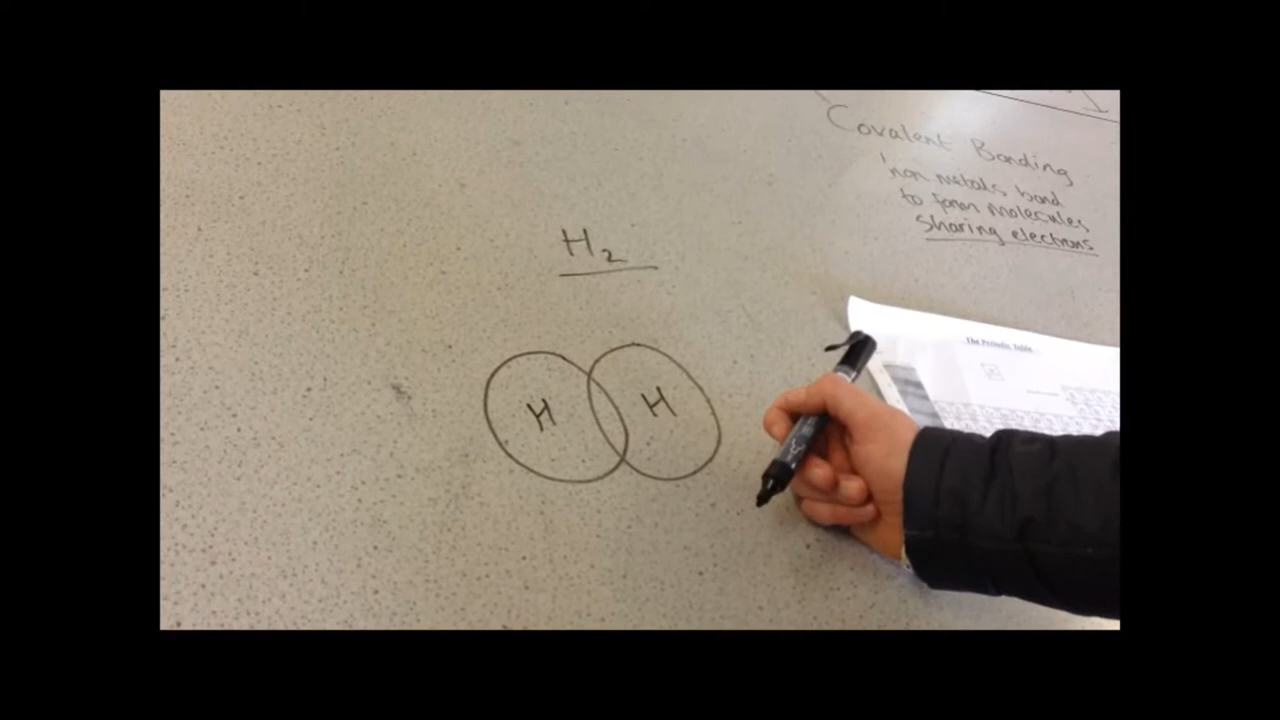 Covalent Bonding
non metals bond
to form molecules
sharing electrons
H₂
H H
The Periodic Table